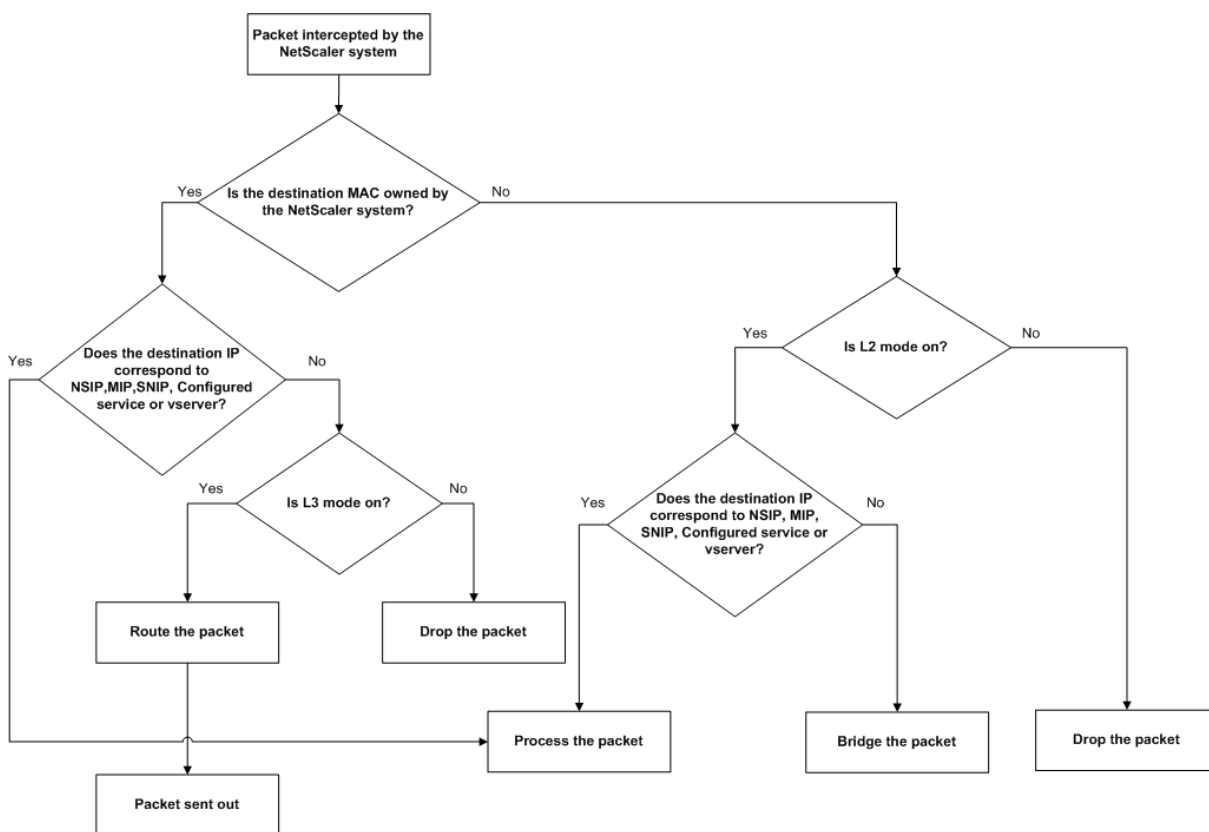 Packet intercepted by the
NetScaler system
Yes
Is the destination MAC owned by
the NetScaler system?
No
Yes
Does the destination IP
correspond to
NSIP,MIP,SNIP, Configured
service or vserver?
No
Yes
Is L2 mode on?
No
Yes
Is L3 mode on?
No
Yes
Does the destination IP
correspond to NSIP, MIP,
SNIP, Configured service or
vserver?
No
Route the packet
Drop the packet
Process the packet
Bridge the packet
Drop the packet
Packet sent out